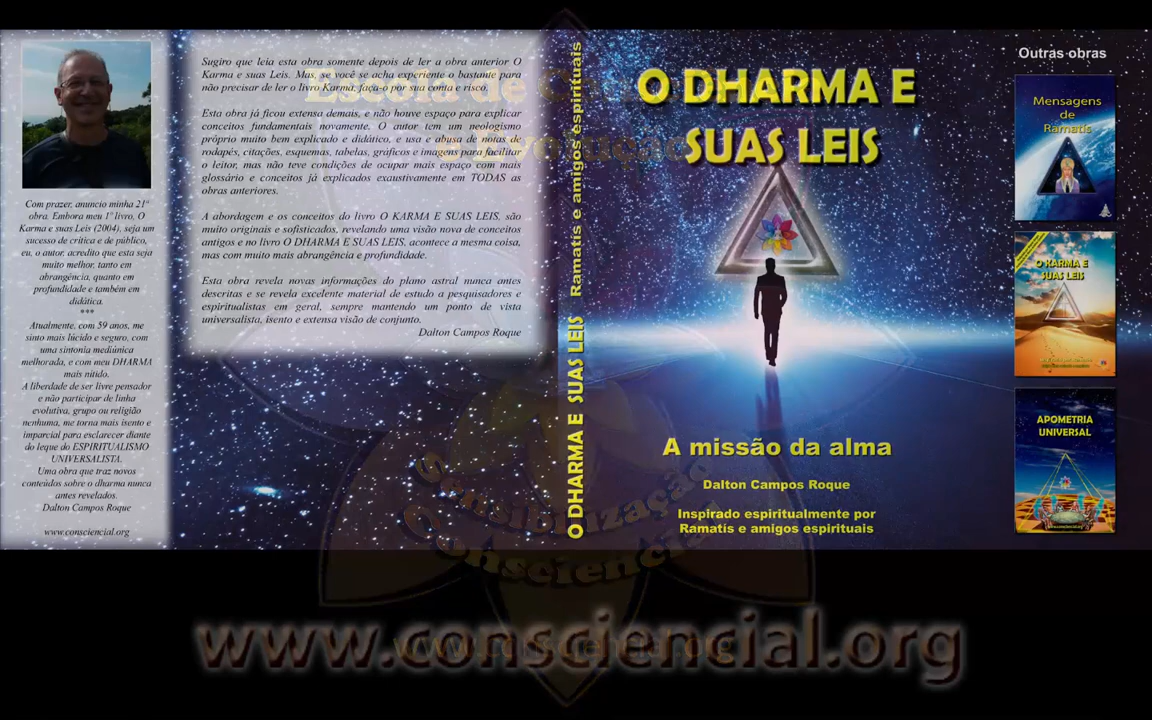 Com prazer, anuncio minha 21ª
obra. Embora meu 1º livro, O
Karma e suas Leis (2004), seja um
sucesso de crítica e de público,
eu, o autor, acredito que esta seja
muito melhor, tanto em
abrangência, quanto em
profundidade e também em
didática.
***
Atualmente, com 59 anos, me
sinto mais lúcido e seguro, com
uma sintonia mediúnica
melhorada, e com meu DHARMA
mais nítido.
A liberdade de ser livre pensador
e não participar de linha
evolutiva, grupo ou religião
nenhuma, me torna mais isento e
imparcial para esclarecer diante
do leque do ESPIRITUALISMO
UNIVERSALISTA.
Uma obra que traz novos
conteúdos sobre o dharma nunca
antes revelados.
Dalton Campos Roque
www.consciencial.org
Sugiro que leia esta obra somente depois de ler a obra anterior O
Karma e suas Leis. Mas, se você se acha experiente o bastante para
não precisar de ler o livro Karma, faça-o por sua conta e risco.
Esta obra já ficou extensa demais, e não houve espaço para explicar
conceitos fundamentais novamente. O autor tem um neologismo
próprio muito bem explicado e didático, e usa e abusa de notas de
rodapés, citações, esquemas, tabelas, gráficos e imagens para facilitar
o leitor, mas não teve condições de ocupar mais espaço com mais
glossário e conceitos já explicados exaustivamente em TODAS as
obras anteriores.
A abordagem e os conceitos do livro O KARMA E SUAS LEIS, são
muito originais e sofisticados, revelando uma visão nova de conceitos
antigos e no livro O DHARMA E SUAS LEIS, acontece a mesma coisa,
mas com muito mais abrangência e profundidade.
Esta obra revela novas informações do plano astral nunca antes
descritas e se revela excelente material de estudo a pesquisadores e
espiritualistas em geral, sempre mantendo um ponto de vista
universalista, isento e extensa visão de conjunto.
Dalton Campos Roque
Escola de
O DHARMA E SUAS LEIS Ramatís e amigos espirituais
O DHARMA E
SUAS LEIS
A missão da alma
Dalton Campos Roque
Inspirado espiritualmente por
Ramatís e amigos espirituais
Outras obras
Mensagens
de
Ramatís
O KARMA E
SUAS LEIS
APOMETRIA
UNIVERSAL
Sensibilização
Consciencial
www.consciencial.org
www.consciencial.org